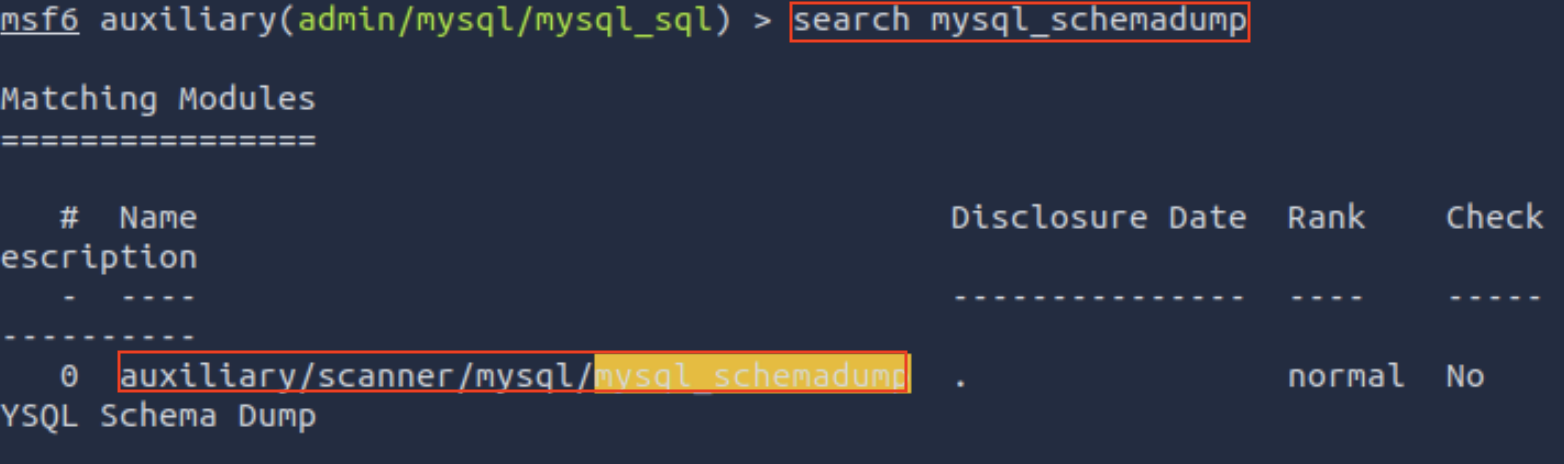 msf6 auxiliary(admin/mysql/mysql_sql) > search mysql_schemadump
Matching Modules
================
# Name Disclosure Date Rank Check
escription
- ---- --------------- ---- -----
----------
0 auxiliary/scanner/mysql/mysql_schemadump . normal No
YSQL Schema Dump